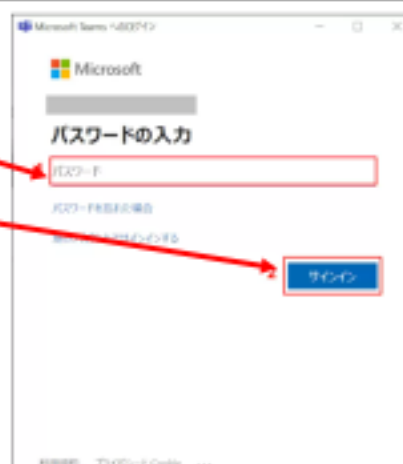 Microsoft Teams へのログイン
Microsoft
パスワードの入力
パスワード
パスワードを忘れた場合
サインイン
2